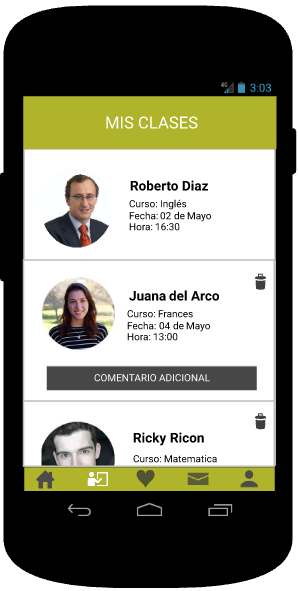 4G 3:03
MIS CLASES
Roberto Diaz
Curso: Inglés
Fecha: 02 de Mayo
Hora: 16:30
Juana del Arco
Curso: Frances
Fecha: 04 de Mayo
Hora: 13:00
COMENTARIO ADICIONAL
Ricky Ricon
Curso: Matematica